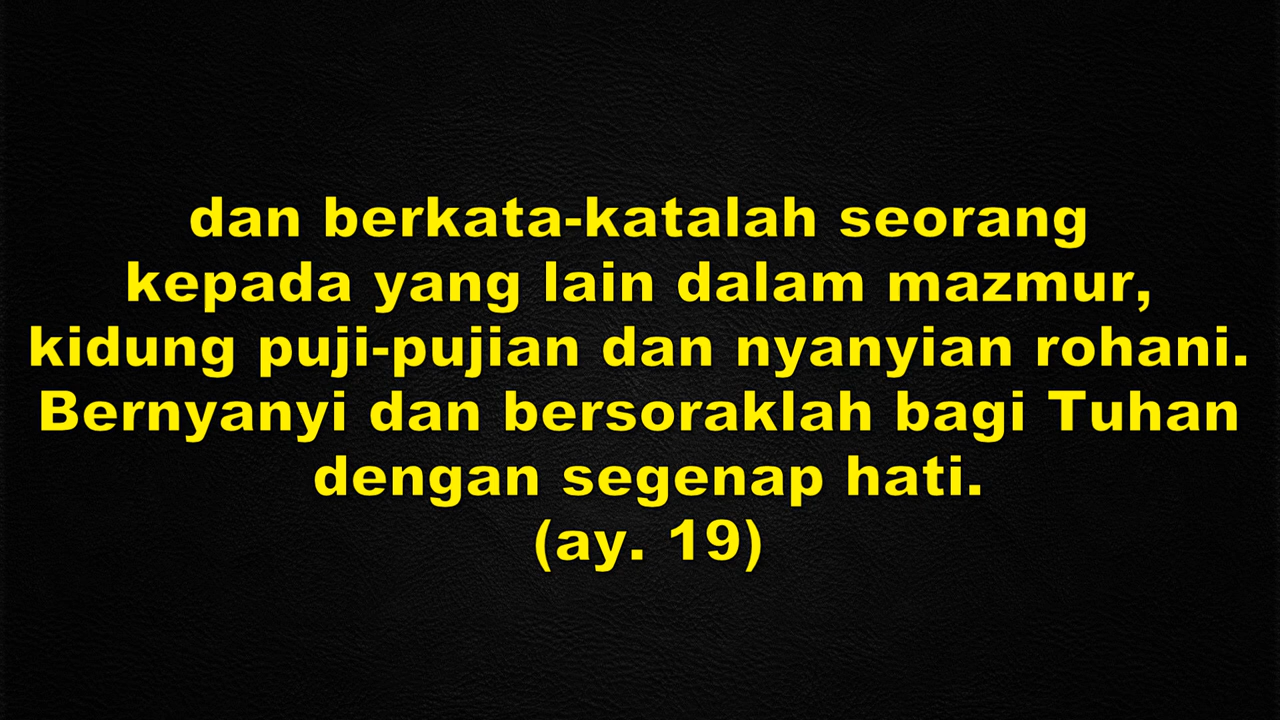 dan berkata-katalah seorang
kepada yang lain dalam mazmur,
kidung puji-pujian dan nyanyian rohani.
Bernyanyi dan bersoraklah bagi Tuhan
dengan segenap hati.
(ay. 19)